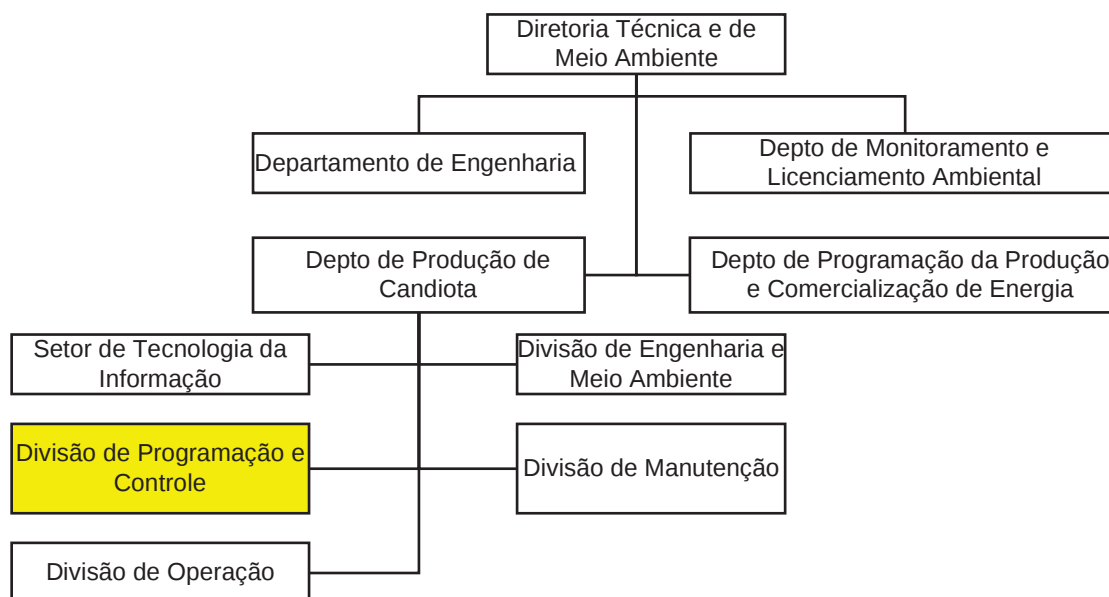 Diretoria Técnica e de
Meio Ambiente
Departamento de Engenharia
Depto de Monitoramento e
Licenciamento Ambiental
Depto de Produção de
Candiota
Depto de Programação da Produção
e Comercialização de Energia
Setor de Tecnologia da
Informação
Divisão de Engenharia e
Meio Ambiente
Divisão de Programação e
Controle
Divisão de Manutenção
Divisão de Operação